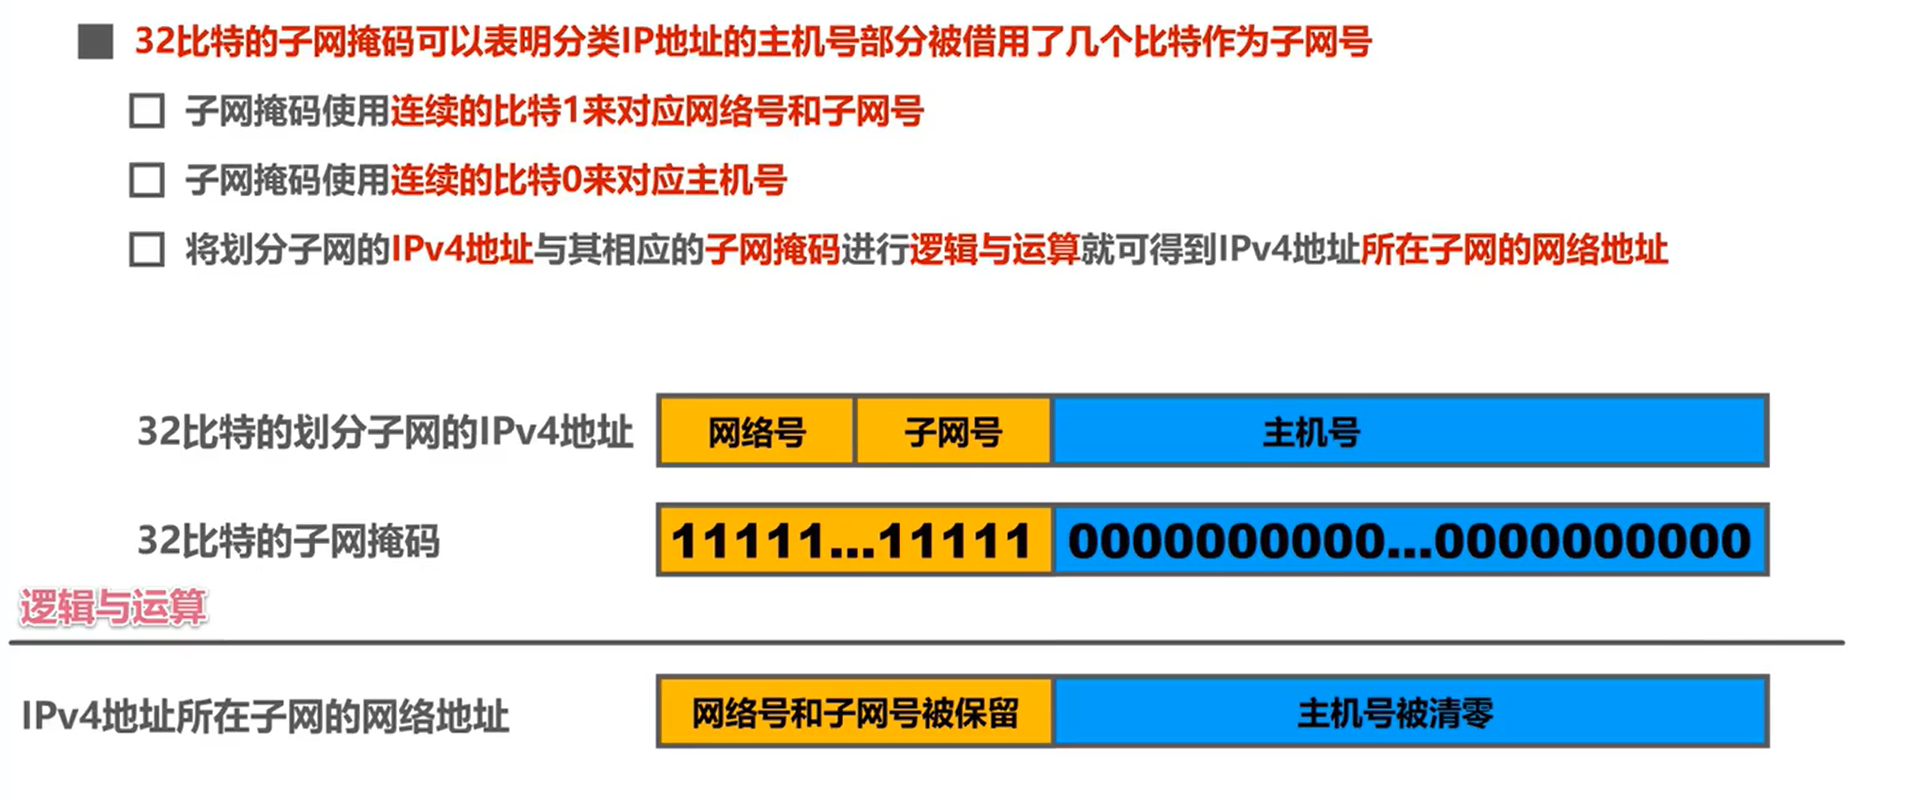 32比特的子网掩码可以表明分类IP地址的主机号部分被借用了几个比特作为子网号
子网掩码使用连续的比特1来对应网络号和子网号
子网掩码使用连续的比特0来对应主机号
将划分子网的IPv4地址与其相应的子网掩码进行逻辑与运算就可得到IPv4地址所在子网的网络地址
32比特的划分子网的IPv4地址 网络号 子网号 主机号
32比特的子网掩码 11111...11111 0000000000...0000000000
逻辑与运算
IPv4地址所在子网的网络地址 网络号和子网号被保留 主机号被清零